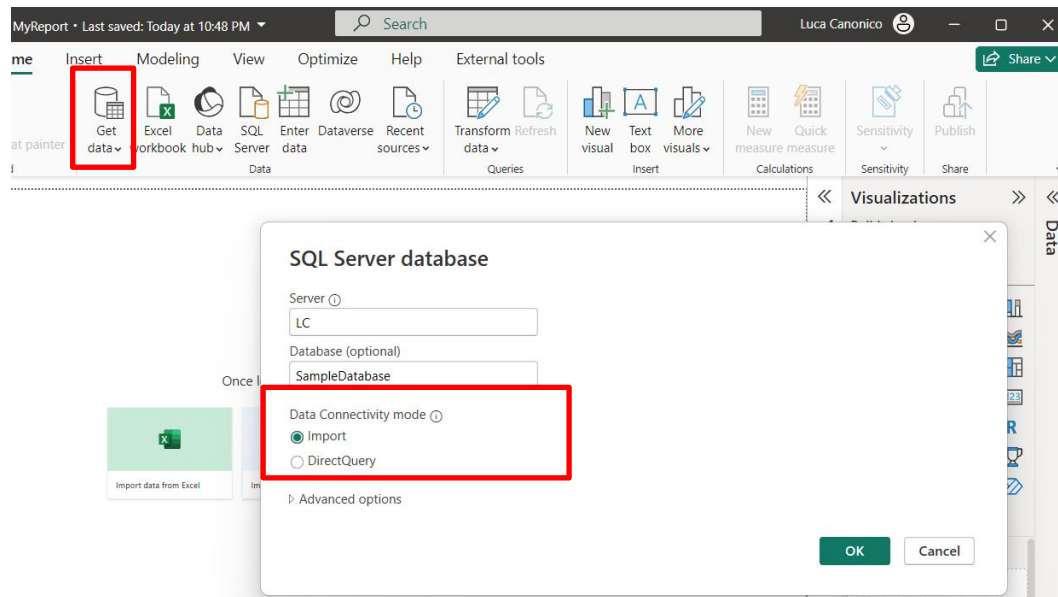 MyReport • Last saved: Today at 10:48 PM
Search
Luca Canonico
me Insert Modeling View Optimize Help External tools
Share
at painter
Get data
Excel workbook
Data hub
SQL Server
Enter data
Dataverse
Recent sources
Transform data
Refresh
New visual
Text box
More visuals
New measure
Quick measure
Sensitivity
Publish
Data
Queries
Insert
Calculations
Sensitivity
Share
Visualizations
Data
SQL Server database
Server
LC
Database (optional)
SampleDatabase
Data Connectivity mode
Import
DirectQuery
Advanced options
OK
Cancel
Once l
Import data from Excel
Im
123
R